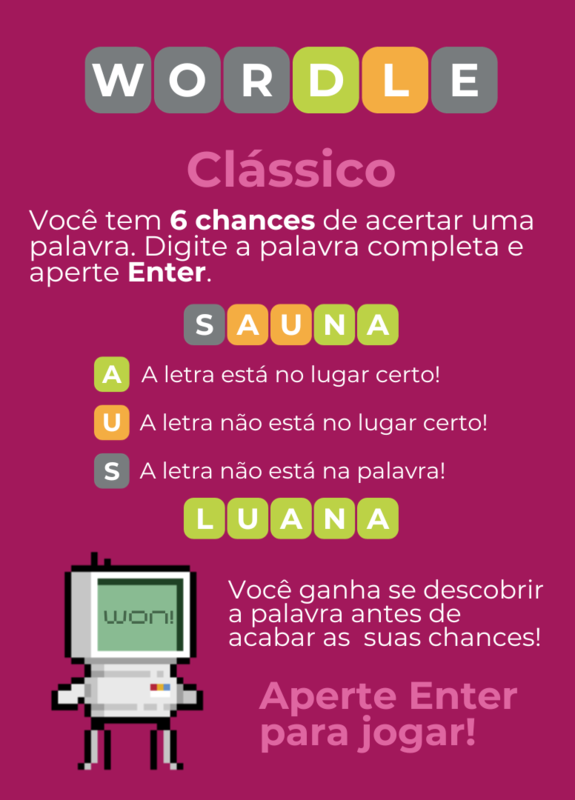 WORDLE
Clássico
Você tem 6 chances de acertar uma
palavra. Digite a palavra completa e
aperte Enter.
SAUNA
A A letra está no lugar certo!
U A letra não está no lugar certo!
S A letra não está na palavra!
LUANA
won!
Você ganha se descobrir
a palavra antes de
acabar as suas chances!
Aperte Enter
para jogar!